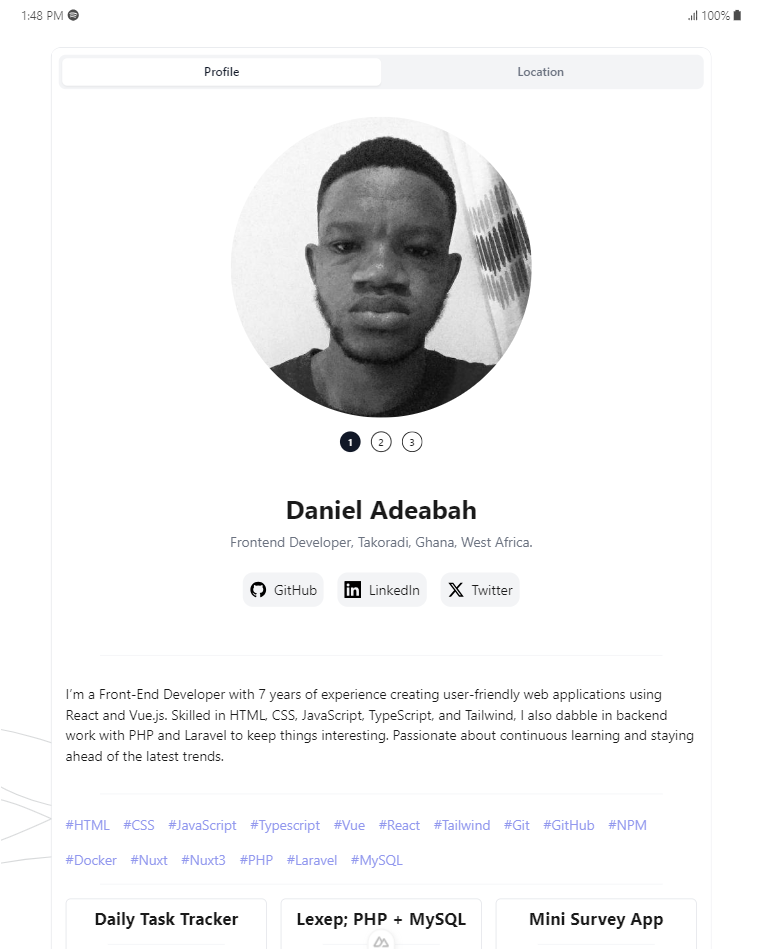 1:48 PM
100%
Profile
Location
1
2
3
Daniel Adeabah
Frontend Developer, Takoradi, Ghana, West Africa.
GitHub
LinkedIn
Twitter
I'm a Front-End Developer with 7 years of experience creating user-friendly web applications using
React and Vue.js. Skilled in HTML, CSS, JavaScript, TypeScript, and Tailwind, I also dabble in backend
work with PHP and Laravel to keep things interesting. Passionate about continuous learning and staying
ahead of the latest trends.
#HTML #CSS #JavaScript #Typescript #Vue #React #Tailwind #Git #GitHub #NPM
#Docker #Nuxt #Nuxt3 #PHP #Laravel #MySQL
Daily Task Tracker
Lexep; PHP + MySQL
Mini Survey App